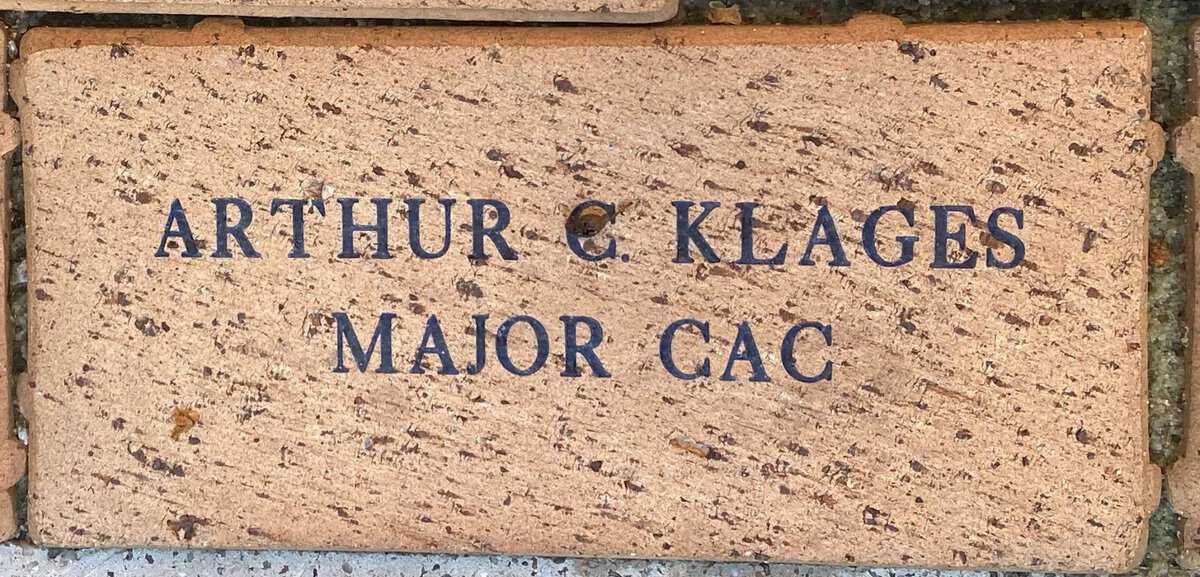 ARTHUR C. KLAGES
MAJOR CAC